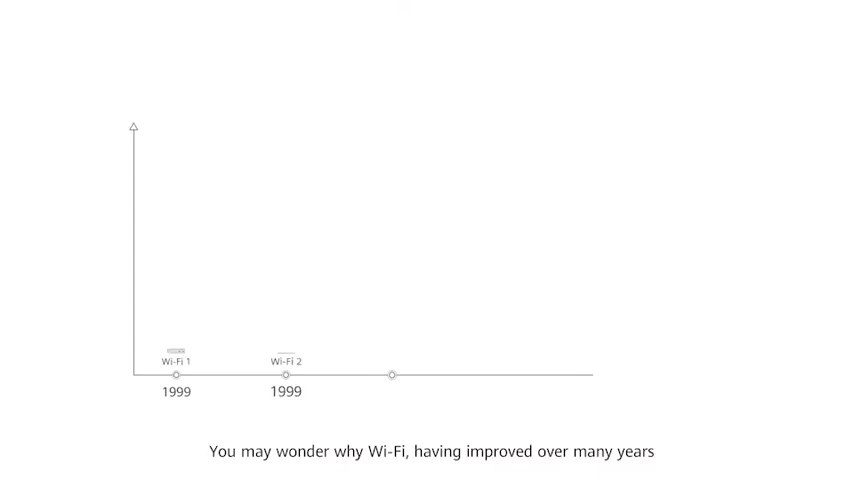 Wi-Fi 1
Wi-Fi 2
1999
1999
You may wonder why Wi-Fi, having improved over many years